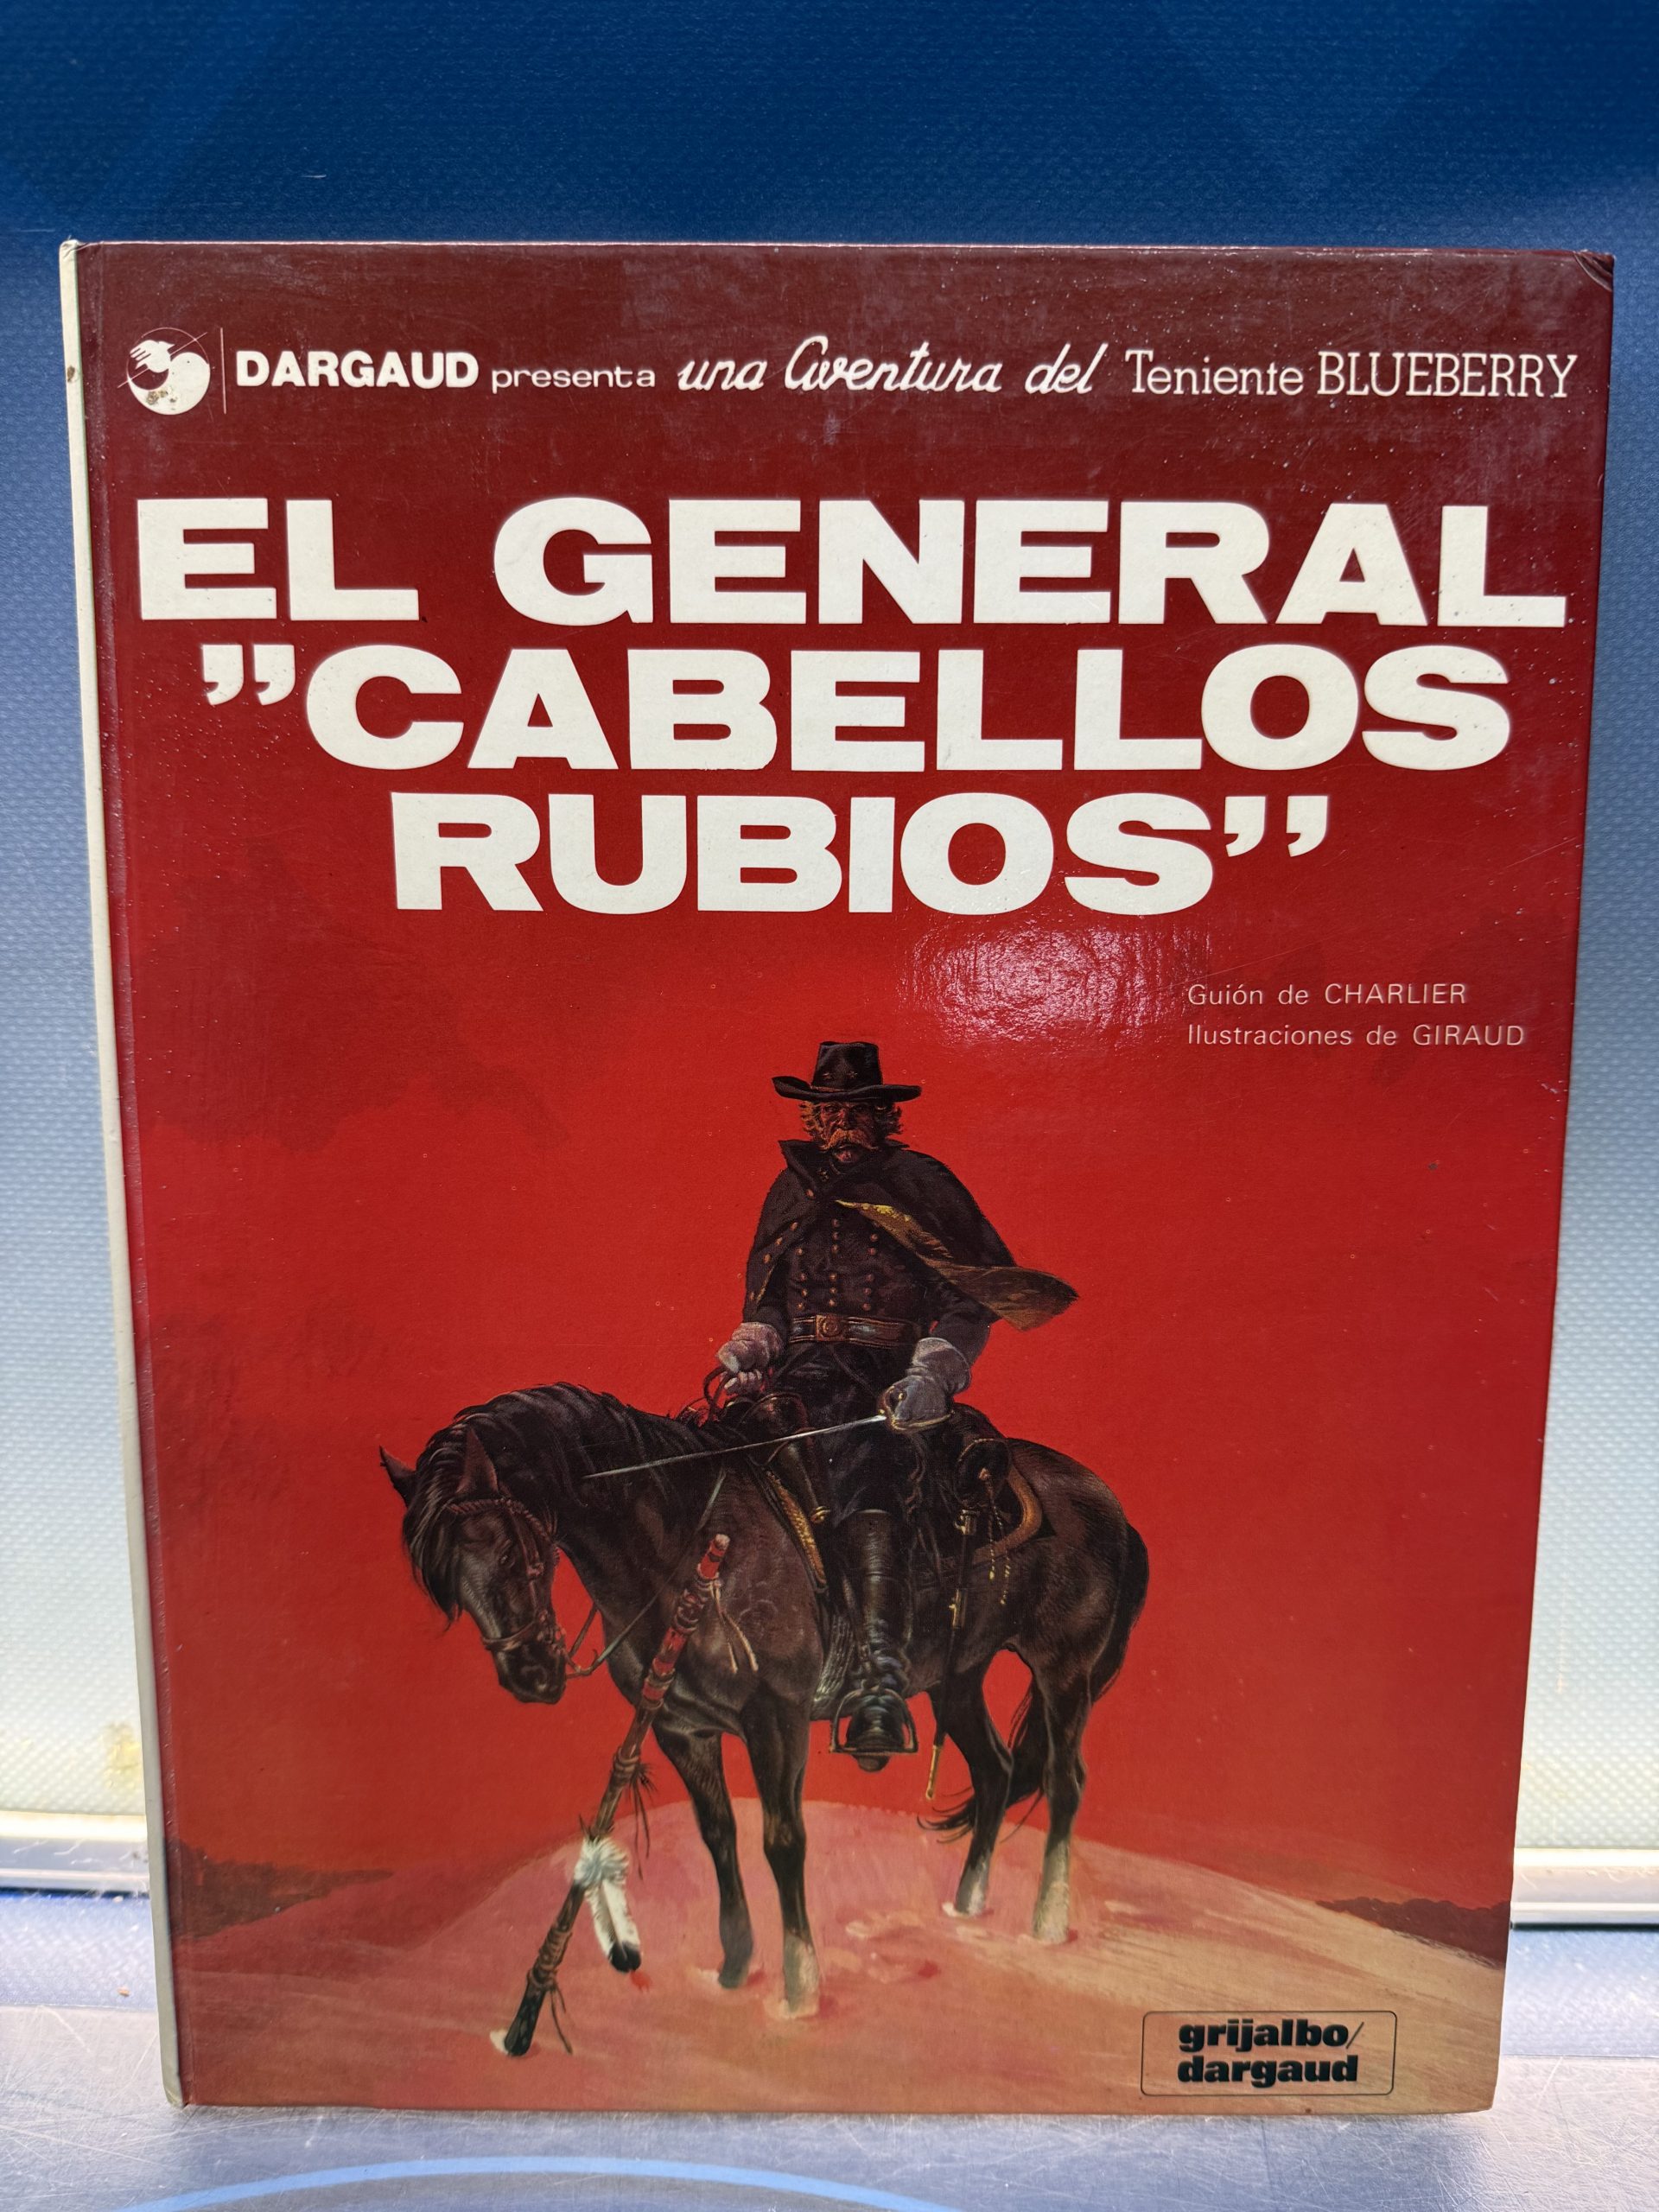 DARGAUD presenta una Aventura del Teniente BLUEBERRY
EL GENERAL
"CABELLOS
RUBIOS"
Guión de CHARLIER
Ilustraciones de GIRAUD
grijalbo/
dargaud